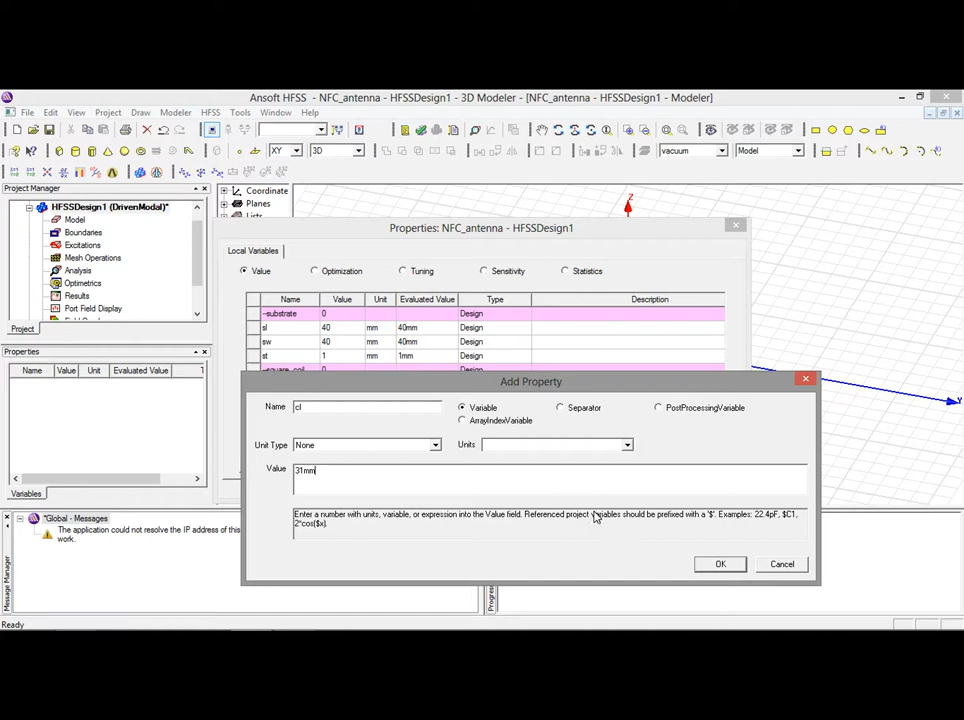 Ansoft HFSS - NFC_antenna - HFSSDesign1 - 3D Modeler - [NFC_antenna - HFSSDesign1 - Modeler]
File Edit View Project Draw Modeler HFSS Tools Window Help
XY 3D vacuum Model
Project Manager
HFSSDesign1 (DrivenModal)*
Model
Boundaries
Excitations
Mesh Operations
Analysis
Optimetrics
Results
Port Field Display
Project
Coordinate
Planes
Lists
Z
Y
Properties
Name Value Unit Evaluated Value T
Variables
Properties: NFC_antenna - HFSSDesign1
Local Variables
Value Optimization Tuning Sensitivity Statistics
Name Value Unit Evaluated Value Type Description
--substrate 0 Design
sl 40 mm 40mm Design
sw 40 mm 40mm Design
st 1 mm 1mm Design
--square_coil 0 Design
Add Property
Name cl Variable Separator PostProcessingVariable
ArrayIndexVariable
Unit Type None Units
Value 31mm
Enter a number with units, variable, or expression into the Value field. Referenced project variables should be prefixed with a '$'. Examples: 22.4pF, $C1,
2*cos($x).
OK Cancel
Message Manager
*Global - Messages
The application could not resolve the IP address of this
work.
Progress
Ready